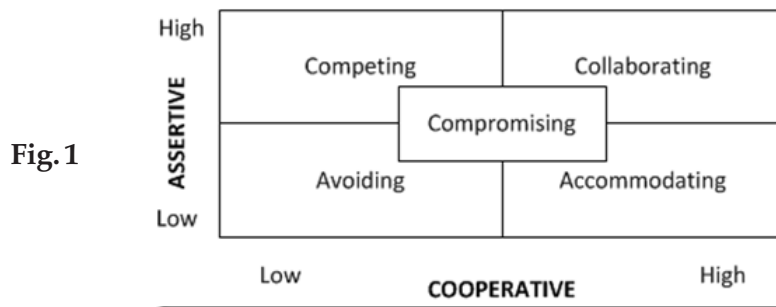 High
Competing
Collaborating
Fig. 1
ASSERTIVE
Compromising
Avoiding
Accommodating
Low
Low
High
COOPERATIVE